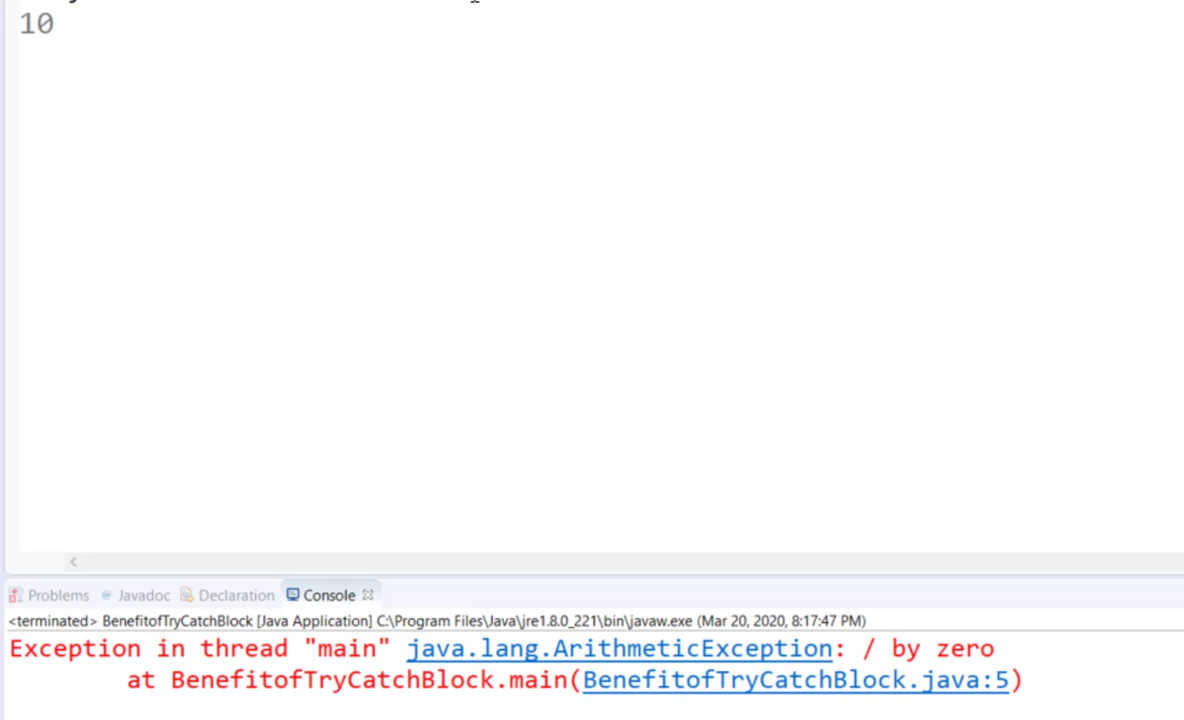 10
Problems Javadoc Declaration Console
<terminated> BenefitofTryCatchBlock [Java Application] C:\Program Files\Java\jre1.8.0_221\bin\javaw.exe (Mar 20, 2020, 8:17:47 PM)
Exception in thread "main" java.lang.ArithmeticException: / by zero
at BenefitofTryCatchBlock.main(BenefitofTryCatchBlock.java:5)